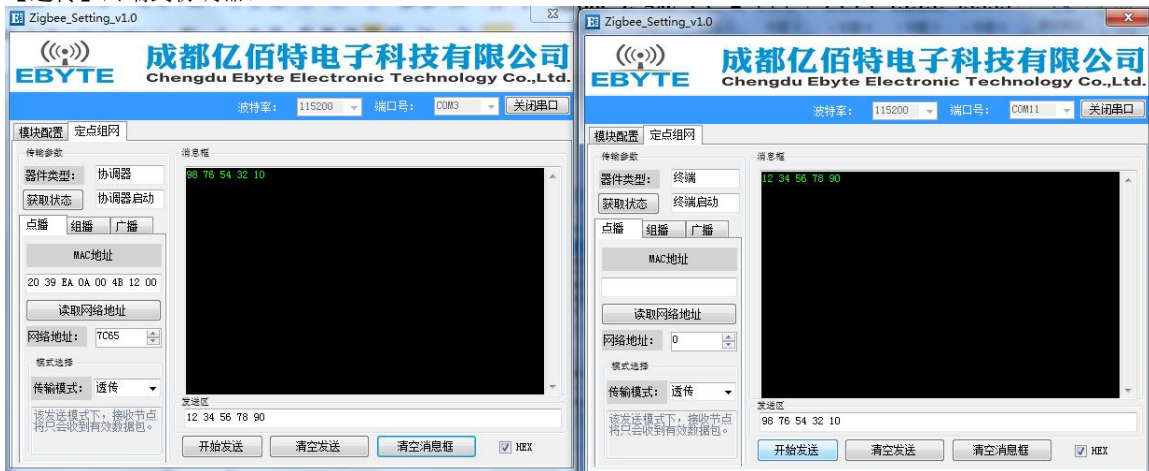 Zigbee_Setting_v1.0
EBYTE
成都亿佰特电子科技有限公司
Chengdu Ebyte Electronic Technology Co.,Ltd.
波特率: 115200 端口号: COM3 关闭串口
模块配置 定点组网
传输参数
消息框
器件类型: 协调器
98 76 54 32 10
获取状态 协调器启动
点播 组播 广播
MAC地址
20 39 EA 0A 00 4B 12 00
读取网络地址
网络地址: 7C65
模式选择
传输模式: 透传
该发送模式下，接收节点
将只会收到有效数据包。
发送区
12 34 56 78 90
开始发送 清空发送 清空消息框 HEX
Zigbee_Setting_v1.0
EBYTE
成都亿佰特电子科技有限公司
Chengdu Ebyte Electronic Technology Co.,Ltd.
波特率: 115200 端口号: COM11 关闭串口
模块配置 定点组网
传输参数
消息框
器件类型: 终端
12 34 56 78 90
获取状态 终端启动
点播 组播 广播
MAC地址
读取网络地址
网络地址: 0
模式选择
传输模式: 透传
该发送模式下，接收节点
将只会收到有效数据包。
发送区
98 76 54 32 10
开始发送 清空发送 清空消息框 HEX